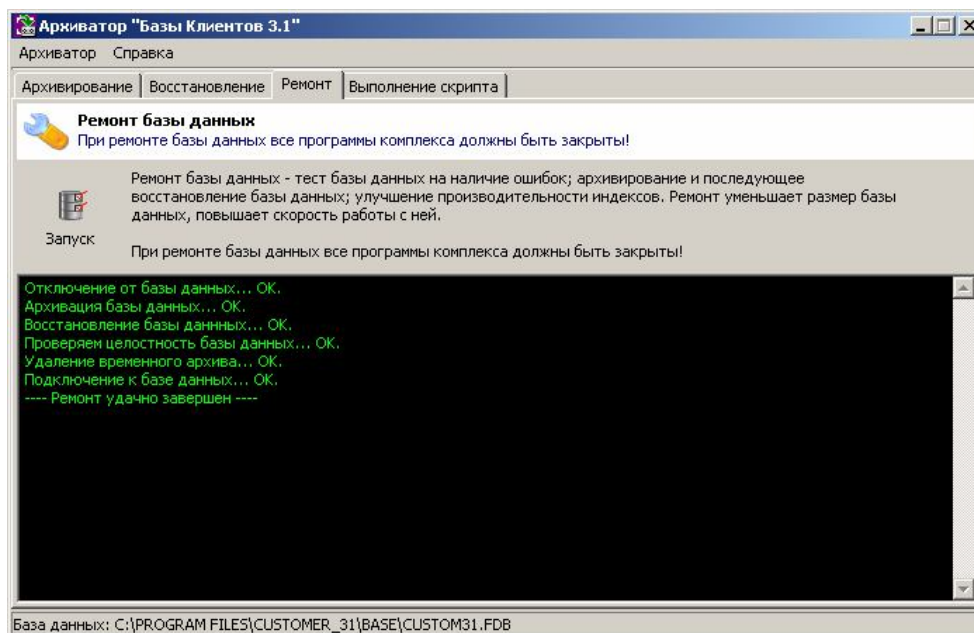 Архиватор "Базы Клиентов 3.1"
Архиватор Справка
Архивирование Восстановление Ремонт Выполнение скрипта
Ремонт базы данных
При ремонте базы данных все программы комплекса должны быть закрыты!
Ремонт базы данных - тест базы данных на наличие ошибок; архивирование и последующее
восстановление базы данных; улучшение производительности индексов. Ремонт уменьшает размер базы
данных, повышает скорость работы с ней.
Запуск
При ремонте базы данных все программы комплекса должны быть закрыты!
Отключение от базы данных... OK.
Архивация базы данных... OK.
Восстановление базы даннных... OK.
Проверяем целостность базы данных... OK.
Удаление временного архива... OK.
Подключение к базе данных... OK.
---- Ремонт удачно завершен ----
База данных: C:\PROGRAM FILES\CUSTOMER_31\BASE\CUSTOM31.FDB